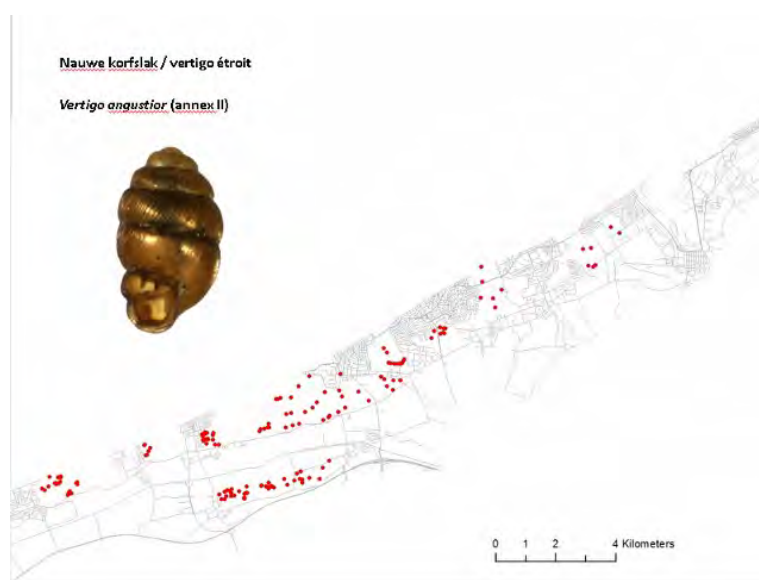 Nauwe korfslak / vertigo étroit
Vertigo angustior (annex II)
0 1 2 4 Kilometers